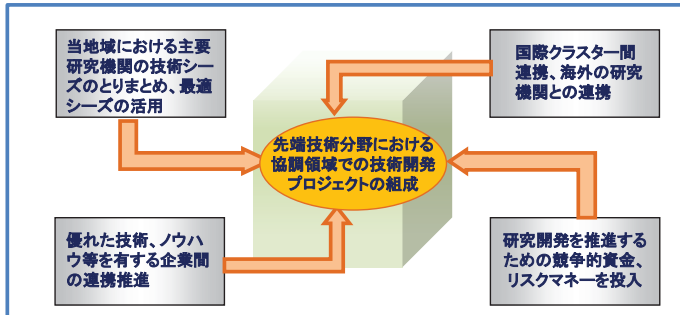 当地域における主要
研究機関の技術シー
ズのとりまとめ、最適
シーズの活用
国際クラスター間
連携、海外の研究
機関との連携
先端技術分野における
協調領域での技術開発
プロジェクトの組成
優れた技術、ノウハ
ウ等を有する企業間
の連携推進
研究開発を推進する
ための競争的資金、
リスクマネーを投入